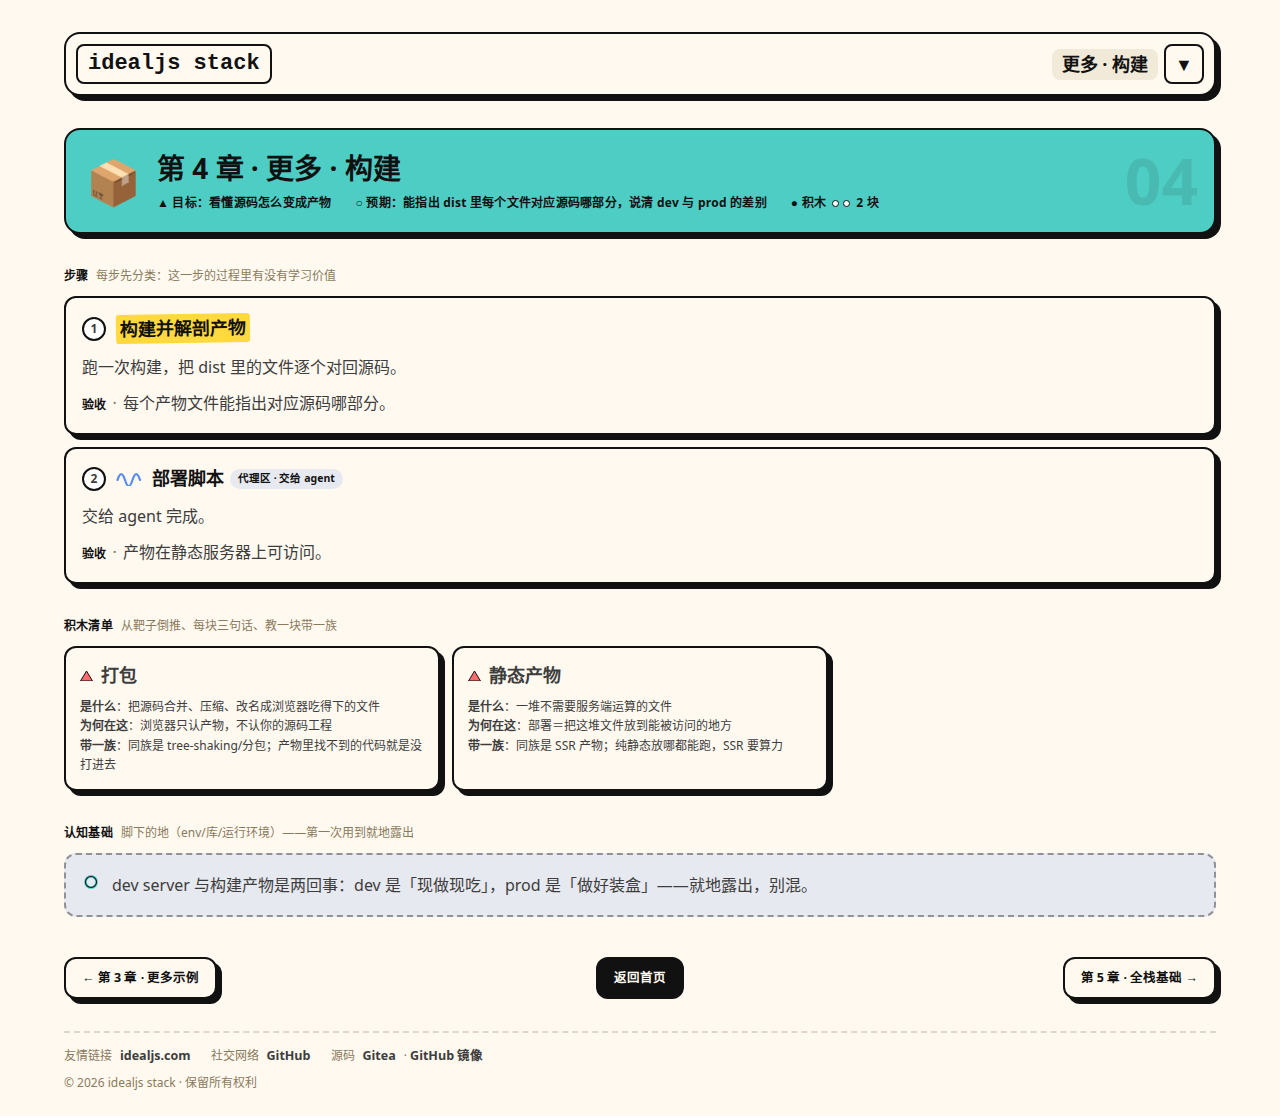 idealjs stack
更多 · 构建
▼
第 4 章 · 更多 · 构建
▲ 目标：看懂源码怎么变成产物 ○ 预期：能指出 dist 里每个文件对应源码哪部分，说清 dev 与 prod 的差别 ● 积木 2 块
04
步骤 每步先分类：这一步的过程里有没有学习价值
1 构建并解剖产物
跑一次构建，把 dist 里的文件逐个对回源码。
验收 · 每个产物文件能指出对应源码哪部分。
2 部署脚本 代理区 · 交给 agent
交给 agent 完成。
验收 · 产物在静态服务器上可访问。
积木清单 从靶子倒推、每块三句话、教一块带一族
打包
是什么：把源码合并、压缩、改名成浏览器吃得下的文件
为何在这：浏览器只认产物，不认你的源码工程
带一族：同族是 tree-shaking/分包；产物里找不到的代码就是没
打进去
静态产物
是什么：一堆不需要服务端运算的文件
为何在这：部署＝把这堆文件放到能被访问的地方
带一族：同族是 SSR 产物；纯静态放哪都能跑，SSR 要算力
认知基础 脚下的地（env/库/运行环境）——第一次用到就地露出
dev server 与构建产物是两回事：dev 是「现做现吃」，prod 是「做好装盒」——就地露出，别混。
← 第 3 章 · 更多示例
返回首页
第 5 章 · 全栈基础 →
友情链接 idealjs.com 社交网络 GitHub 源码 Gitea · GitHub 镜像
© 2026 idealjs stack · 保留所有权利